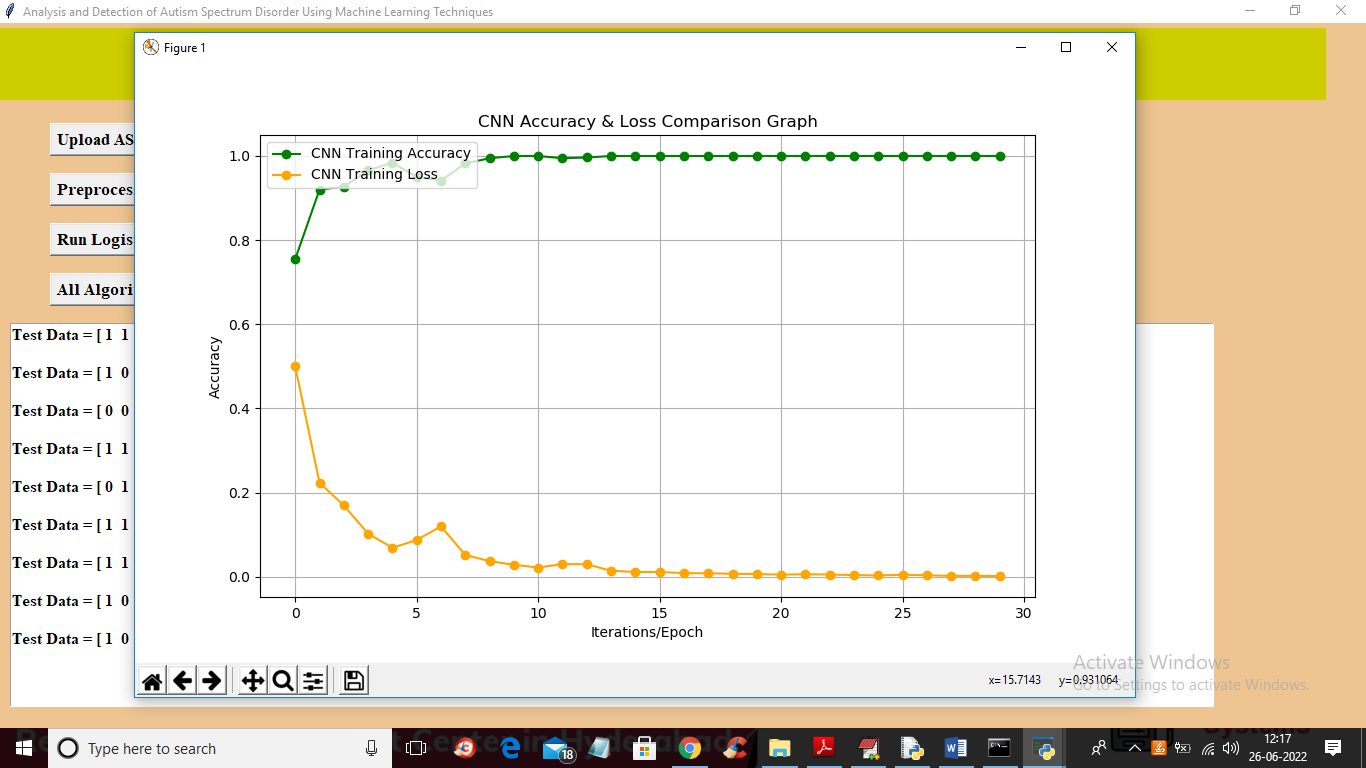 Analysis and Detection of Autism Spectrum Disorder Using Machine Learning Techniques
Figure 1
Upload AS
Preproces
Run Logis
All Algori
Test Data = [ 1 1
Test Data = [ 1 0
Test Data = [ 0 0
Test Data = [ 1 1
Test Data = [ 0 1
Test Data = [ 1 1
Test Data = [ 1 1
Test Data = [ 1 0
Test Data = [ 1 0
CNN Accuracy & Loss Comparison Graph
CNN Training Accuracy
CNN Training Loss
1.0
0.8
0.6
0.4
0.2
0.0
Accuracy
0 5 10 15 20 25 30
Iterations/Epoch
x=15.7143 y=0.931064
Activate Windows
Go to Settings to activate Windows.
Type here to search
18
12:17
26-06-2022